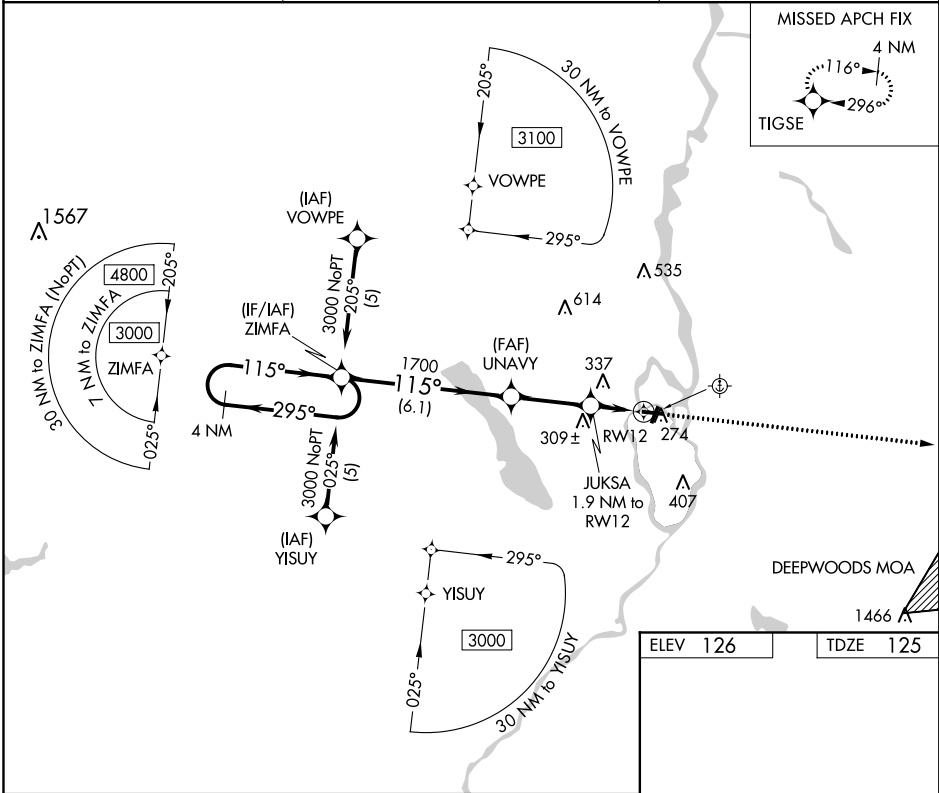 MISSED APCH FIX
4 NM
116°
296°
TIGSE
205°
30 NM to VOWPE
3100
VOWPE
295°
(IAF)
VOWPE
1567
30 NM to ZIMFA (NoPT)
4800
205°
7 NM to ZIMFA
3000
ZIMFA
025°
3000 NoPT
205°
(5)
(IF/IAF)
ZIMFA
535
614
115°
295°
4 NM
1700
115°
(6.1)
(FAF)
UNAVY
337
309±
RW12
274
JUKSA
1.9 NM to
RW12
407
3000 NoPT
025°
(5)
(IAF)
YISUY
295°
YISUY
3000
025°
30 NM to YISUY
DEEPWOODS MOA
1466
ELEV 126
TDZE 125